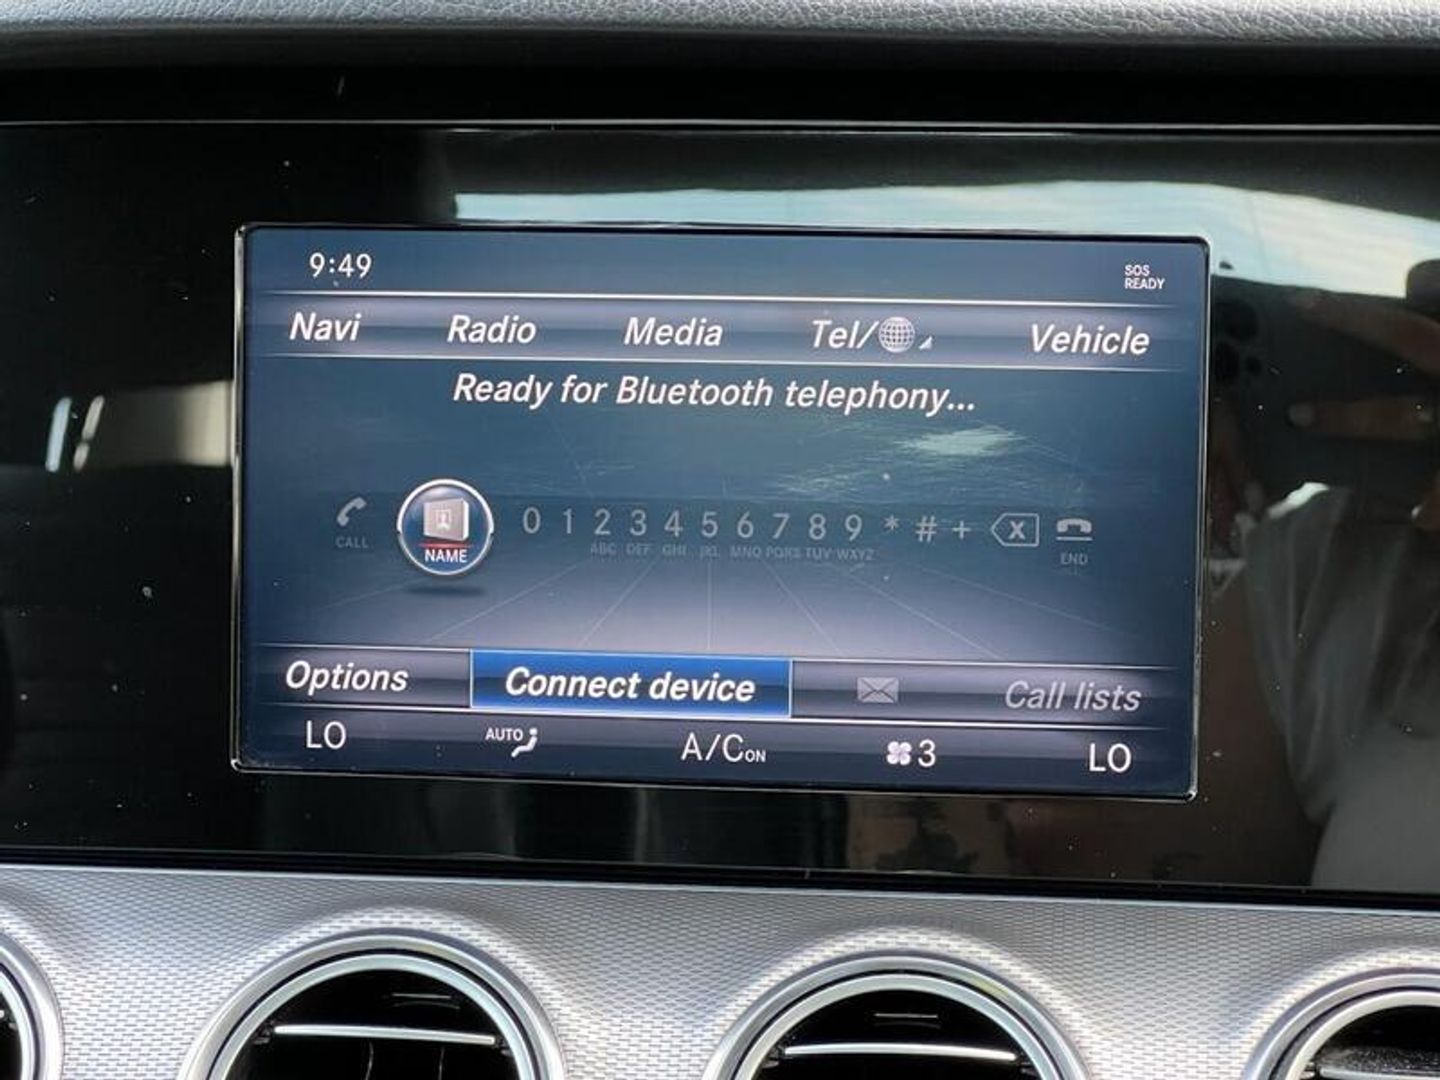 9:49
SOS
READY
Navi Radio Media Tel/ Vehicle
Ready for Bluetooth telephony...
CALL NAME 0 1 2 3 4 5 6 7 8 9 * # + X END
ABC DEF GHI JKL MNO PQRS TUV WXYZ
Options Connect device Call lists
LO AUTO A/C ON 3 LO